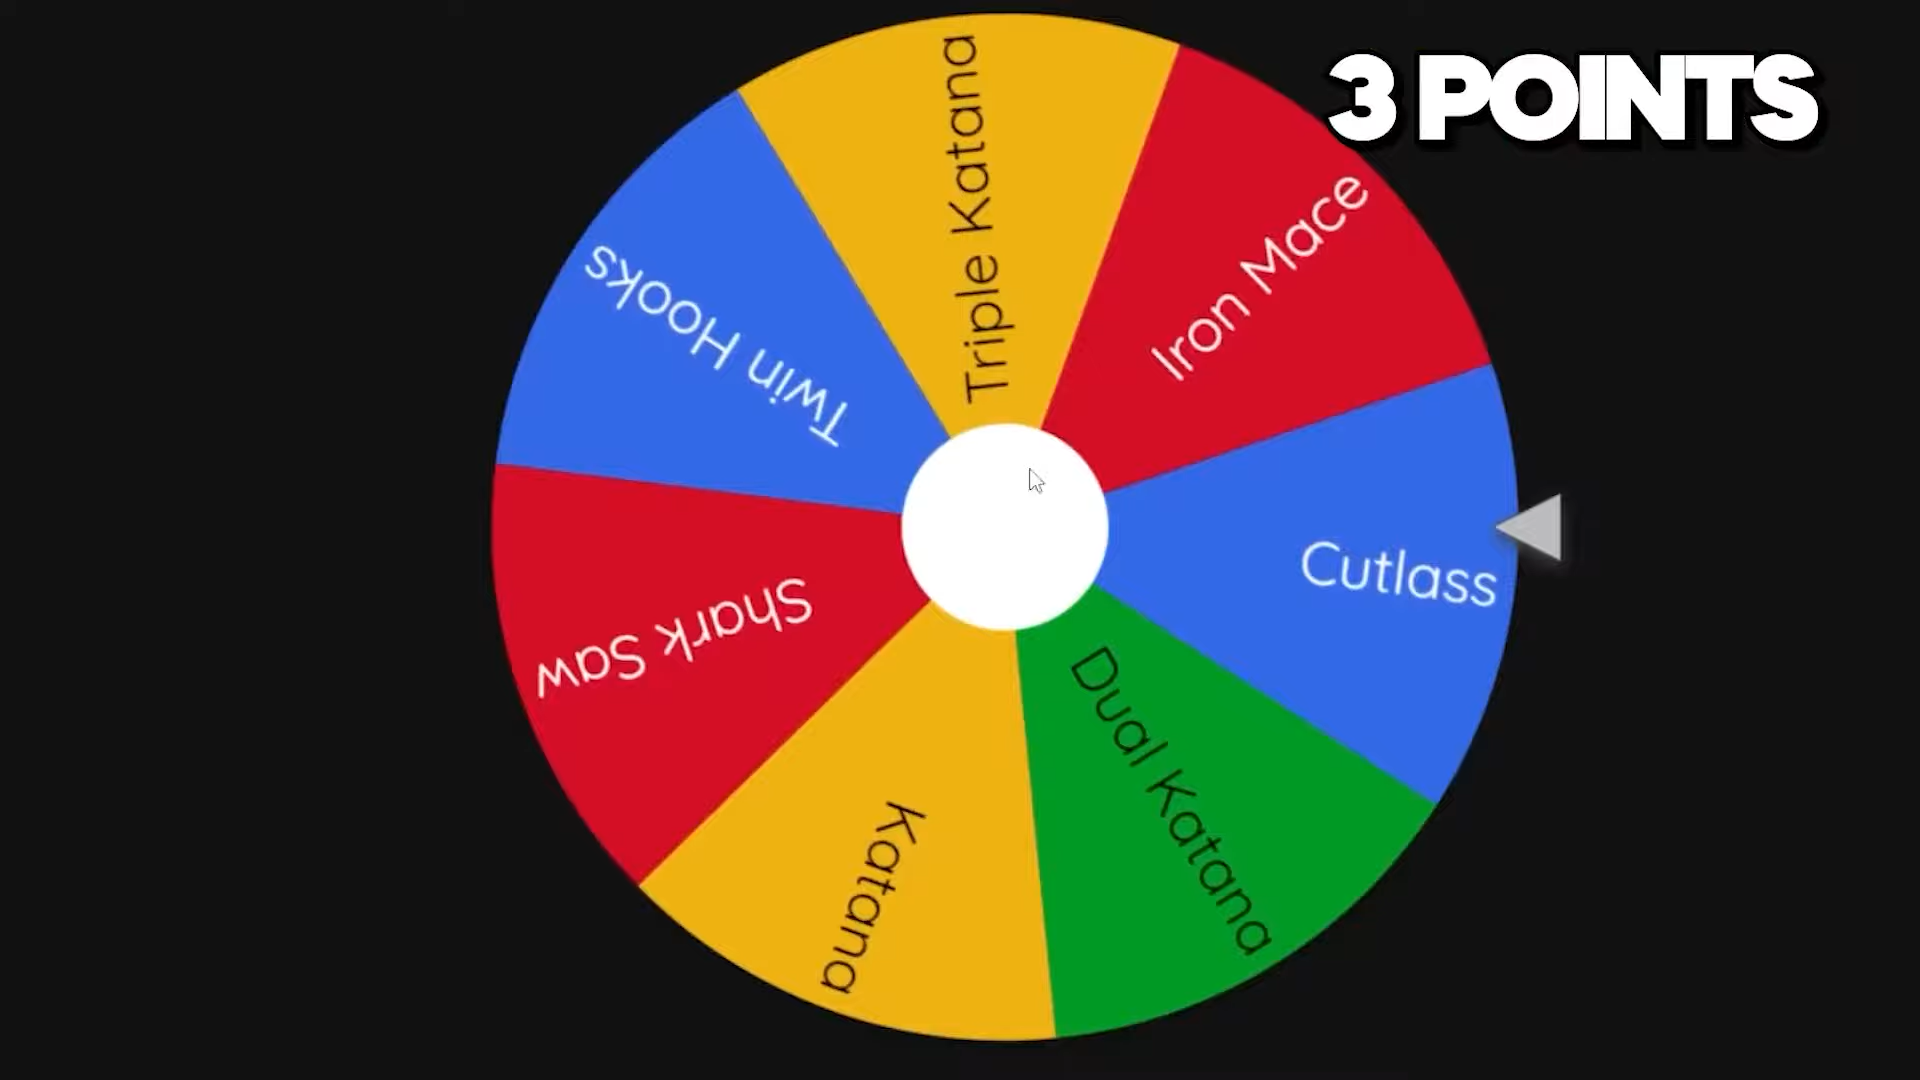 3 POINTS
Triple Katana
Iron Mace
Cutlass
Dual Katana
Katana
Shark Saw
Twin Hooks